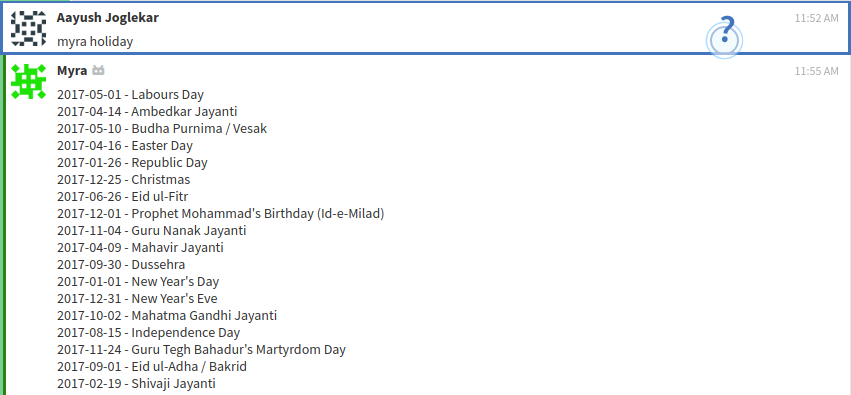 Aayush Joglekar 11:52 AM
myra holiday
?
Myra 11:55 AM
2017-05-01 - Labours Day
2017-04-14 - Ambedkar Jayanti
2017-05-10 - Budha Purnima / Vesak
2017-04-16 - Easter Day
2017-01-26 - Republic Day
2017-12-25 - Christmas
2017-06-26 - Eid ul-Fitr
2017-12-01 - Prophet Mohammad's Birthday (Id-e-Milad)
2017-11-04 - Guru Nanak Jayanti
2017-04-09 - Mahavir Jayanti
2017-09-30 - Dussehra
2017-01-01 - New Year's Day
2017-12-31 - New Year's Eve
2017-10-02 - Mahatma Gandhi Jayanti
2017-08-15 - Independence Day
2017-11-24 - Guru Tegh Bahadur's Martyrdom Day
2017-09-01 - Eid ul-Adha / Bakrid
2017-02-19 - Shivaji Jayanti